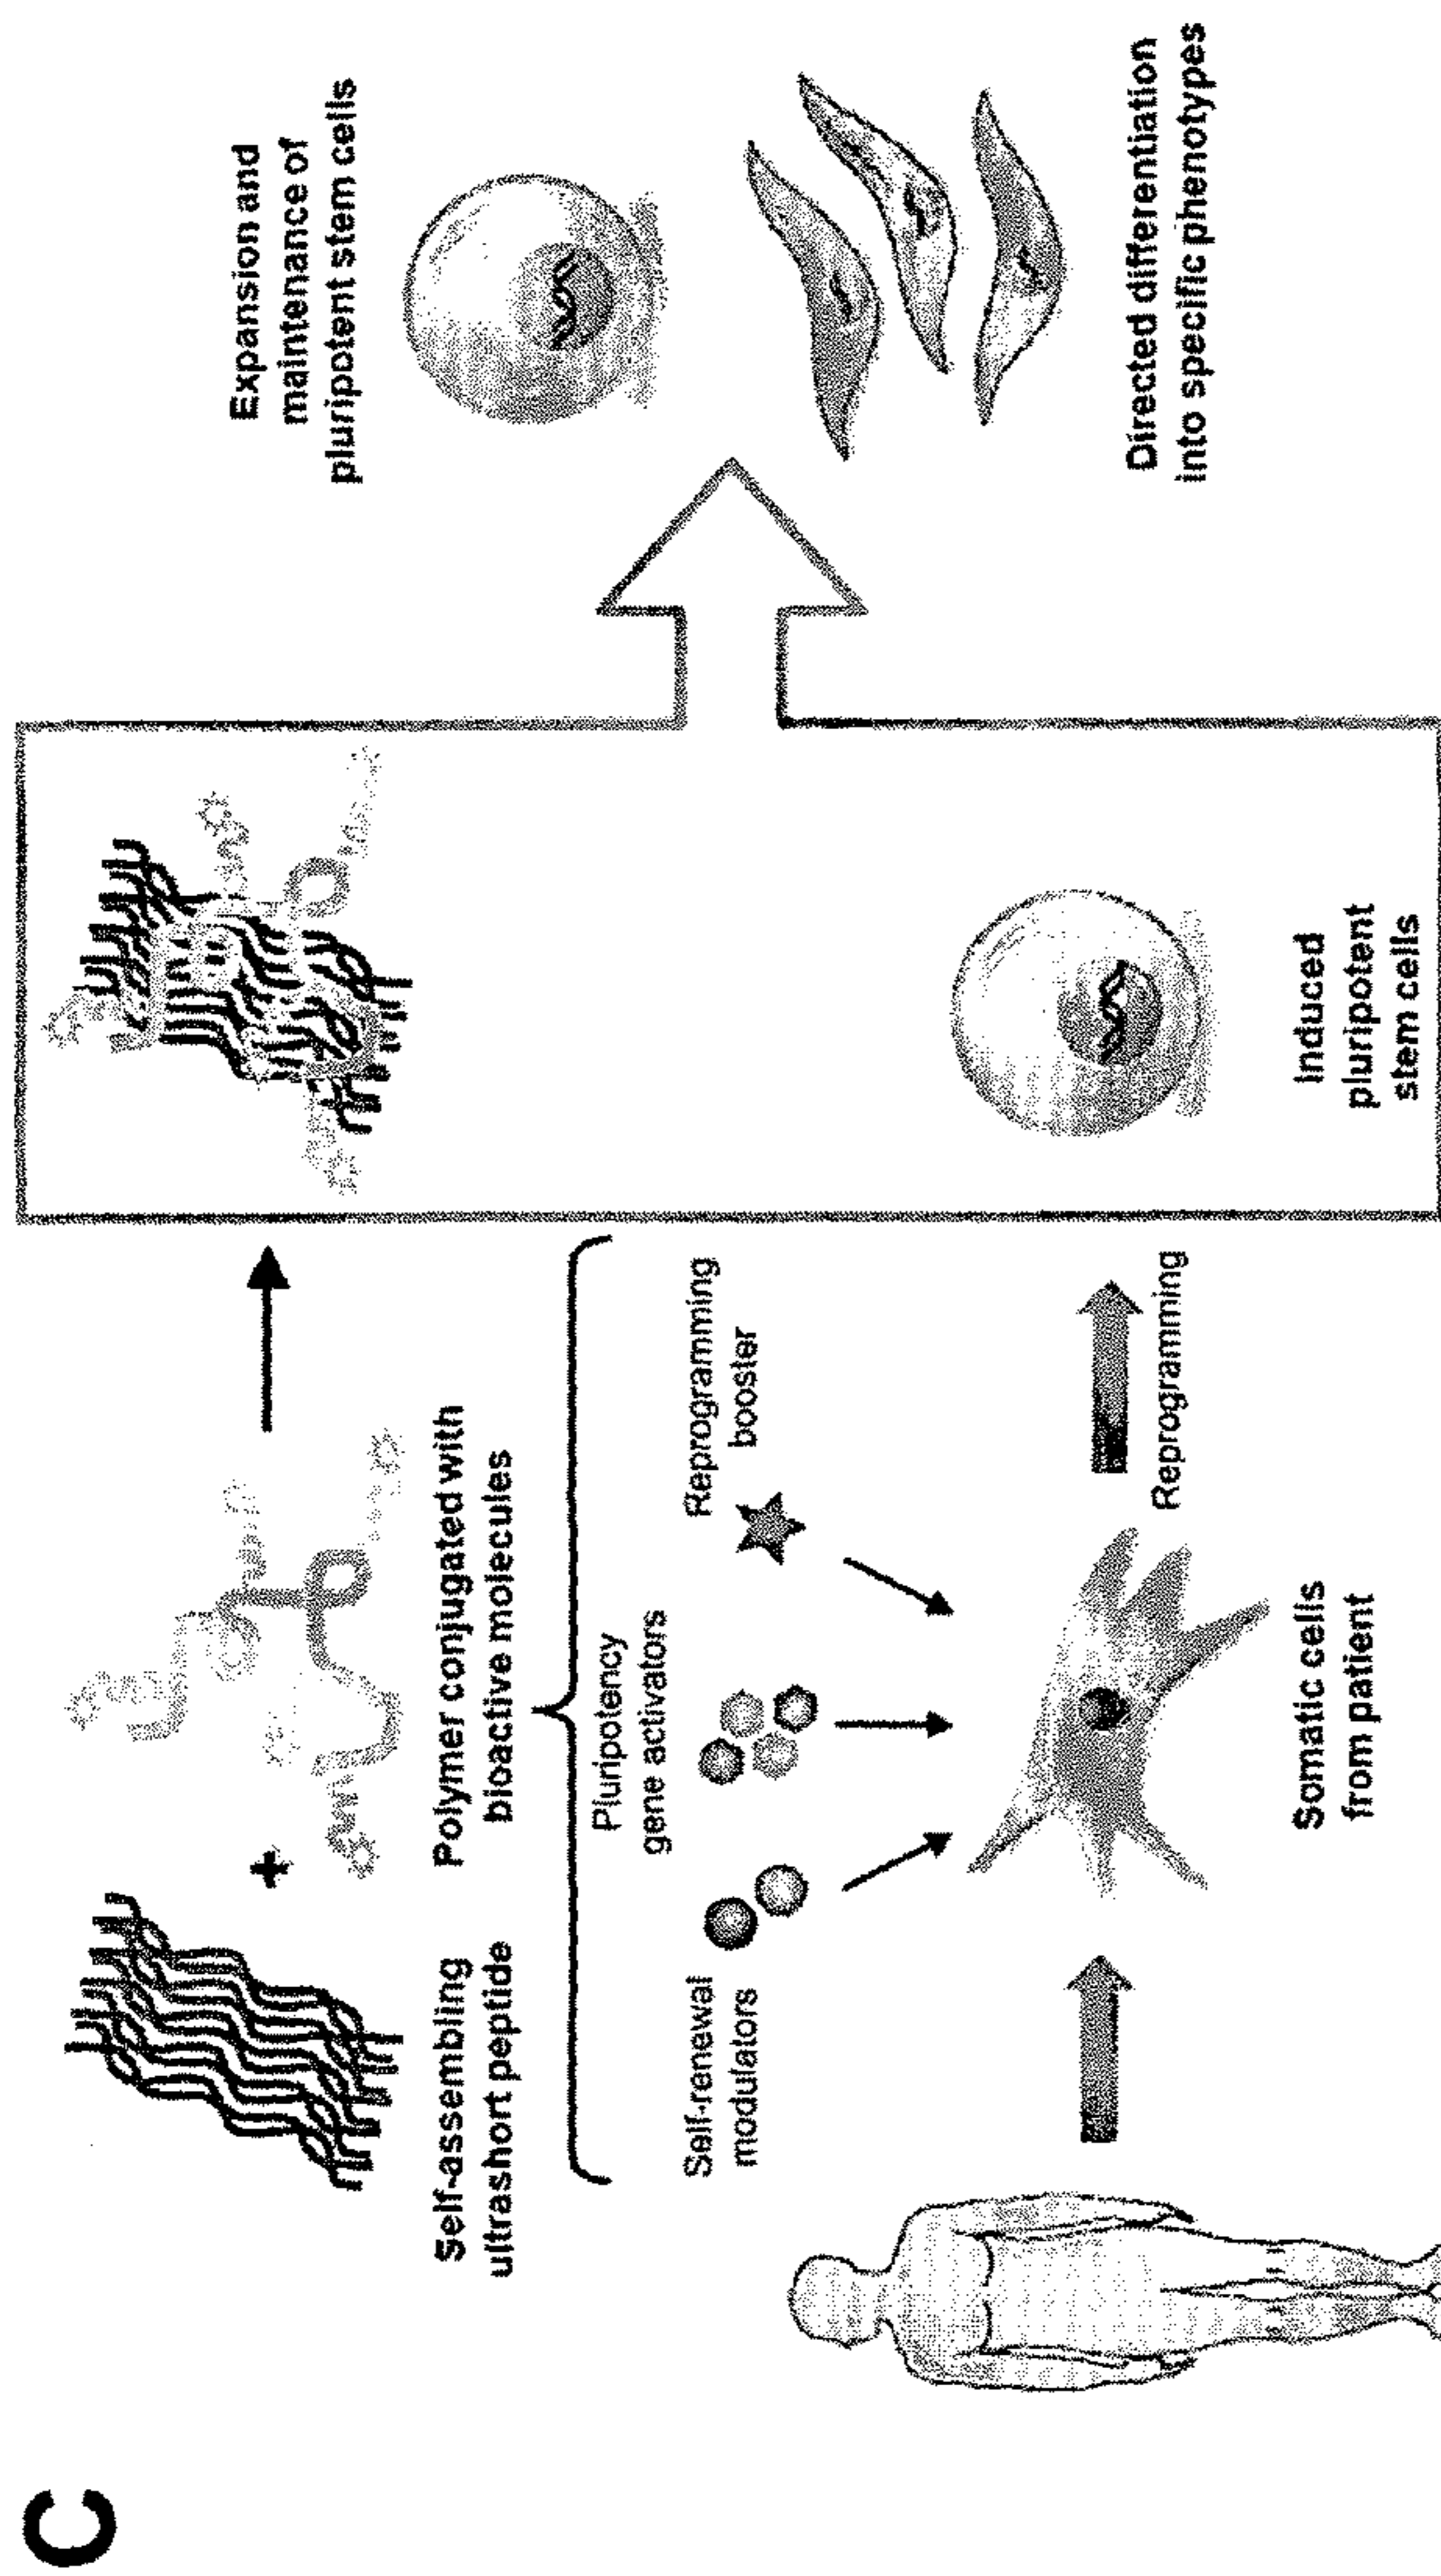 C
Self-assembling
ultrashort peptide
+
Polymer conjugated with
bioactive molecules
Self-renewal
modulators
Pluripotency
gene activators
Reprogramming
booster
Somatic cells
from patient
Reprogramming
Induced
pluripotent
stem cells
Expansion and
maintenance of
pluripotent stem cells
Directed differentiation
into specific phenotypes